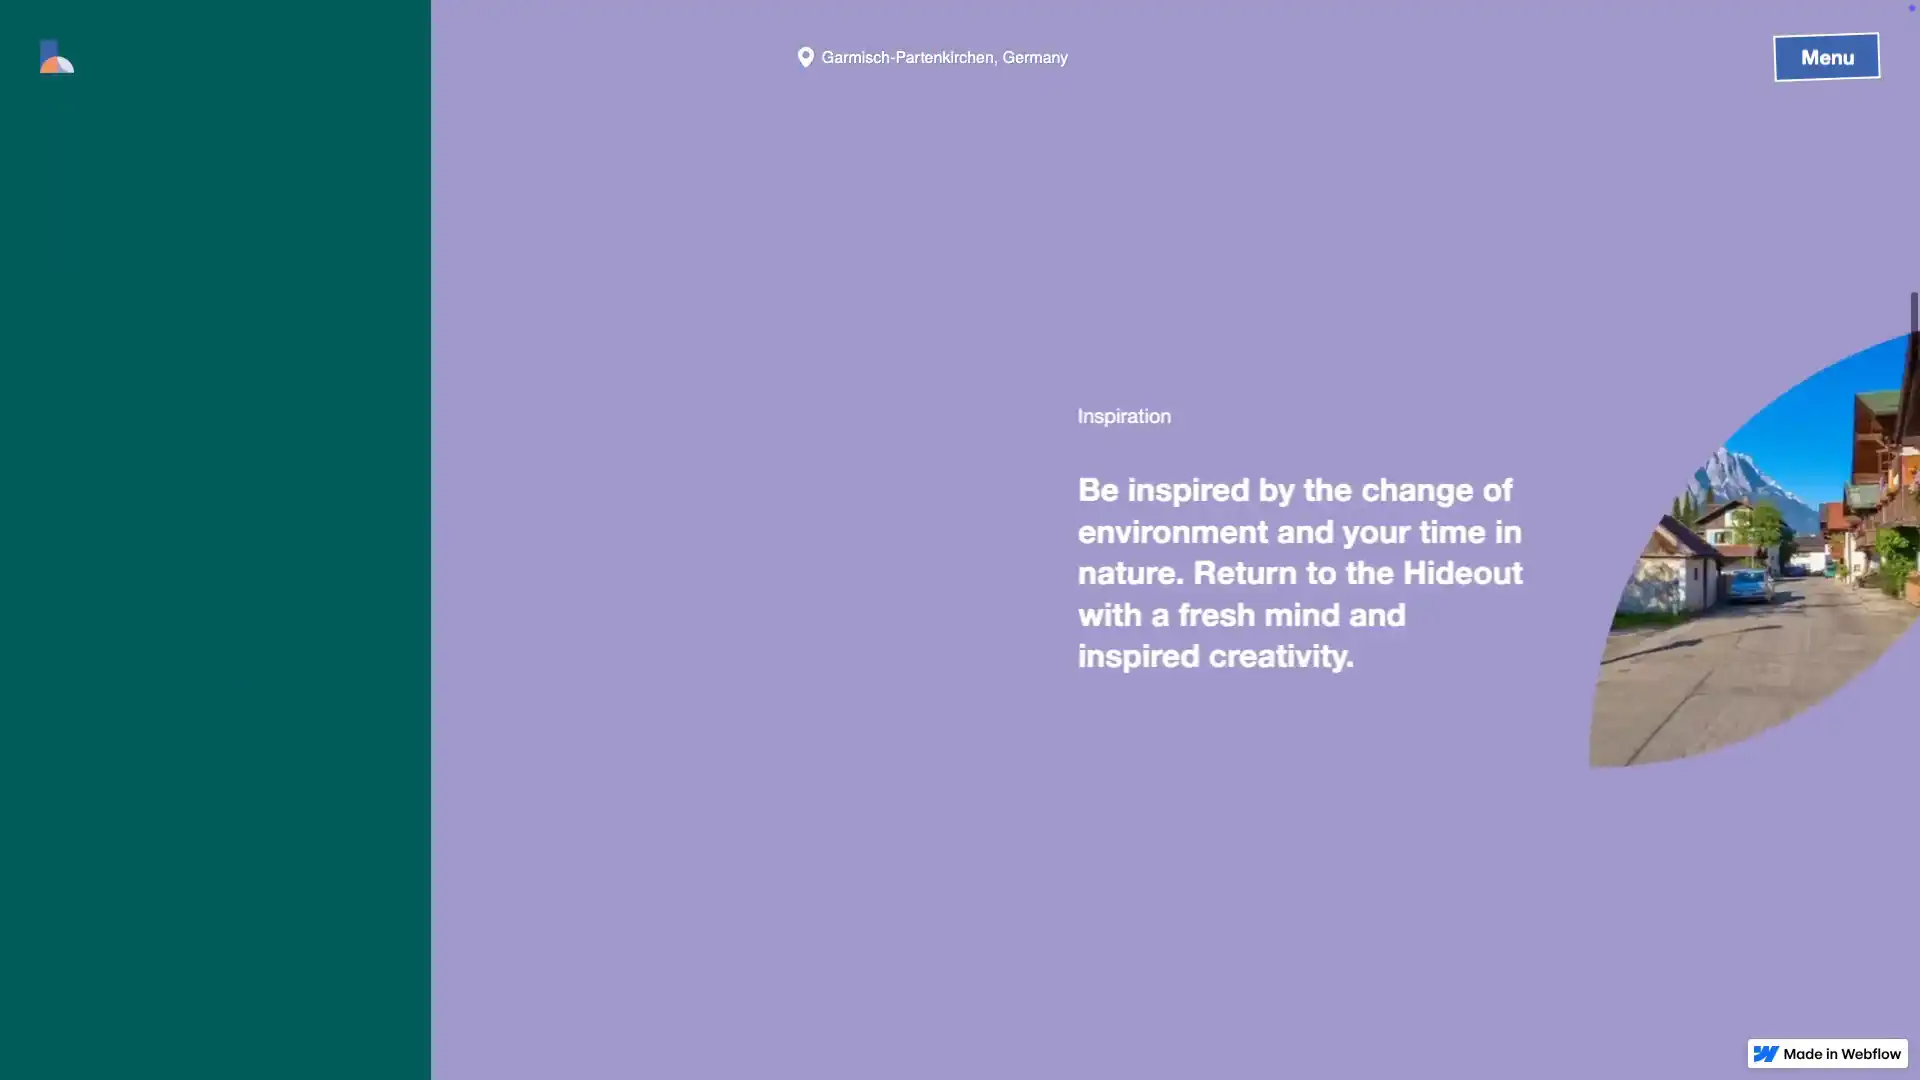 Garmisch-Partenkirchen, Germany
Menu
Inspiration
Be inspired by the change of
environment and your time in
nature. Return to the Hideout
with a fresh mind and
inspired creativity.
Made in Webflow